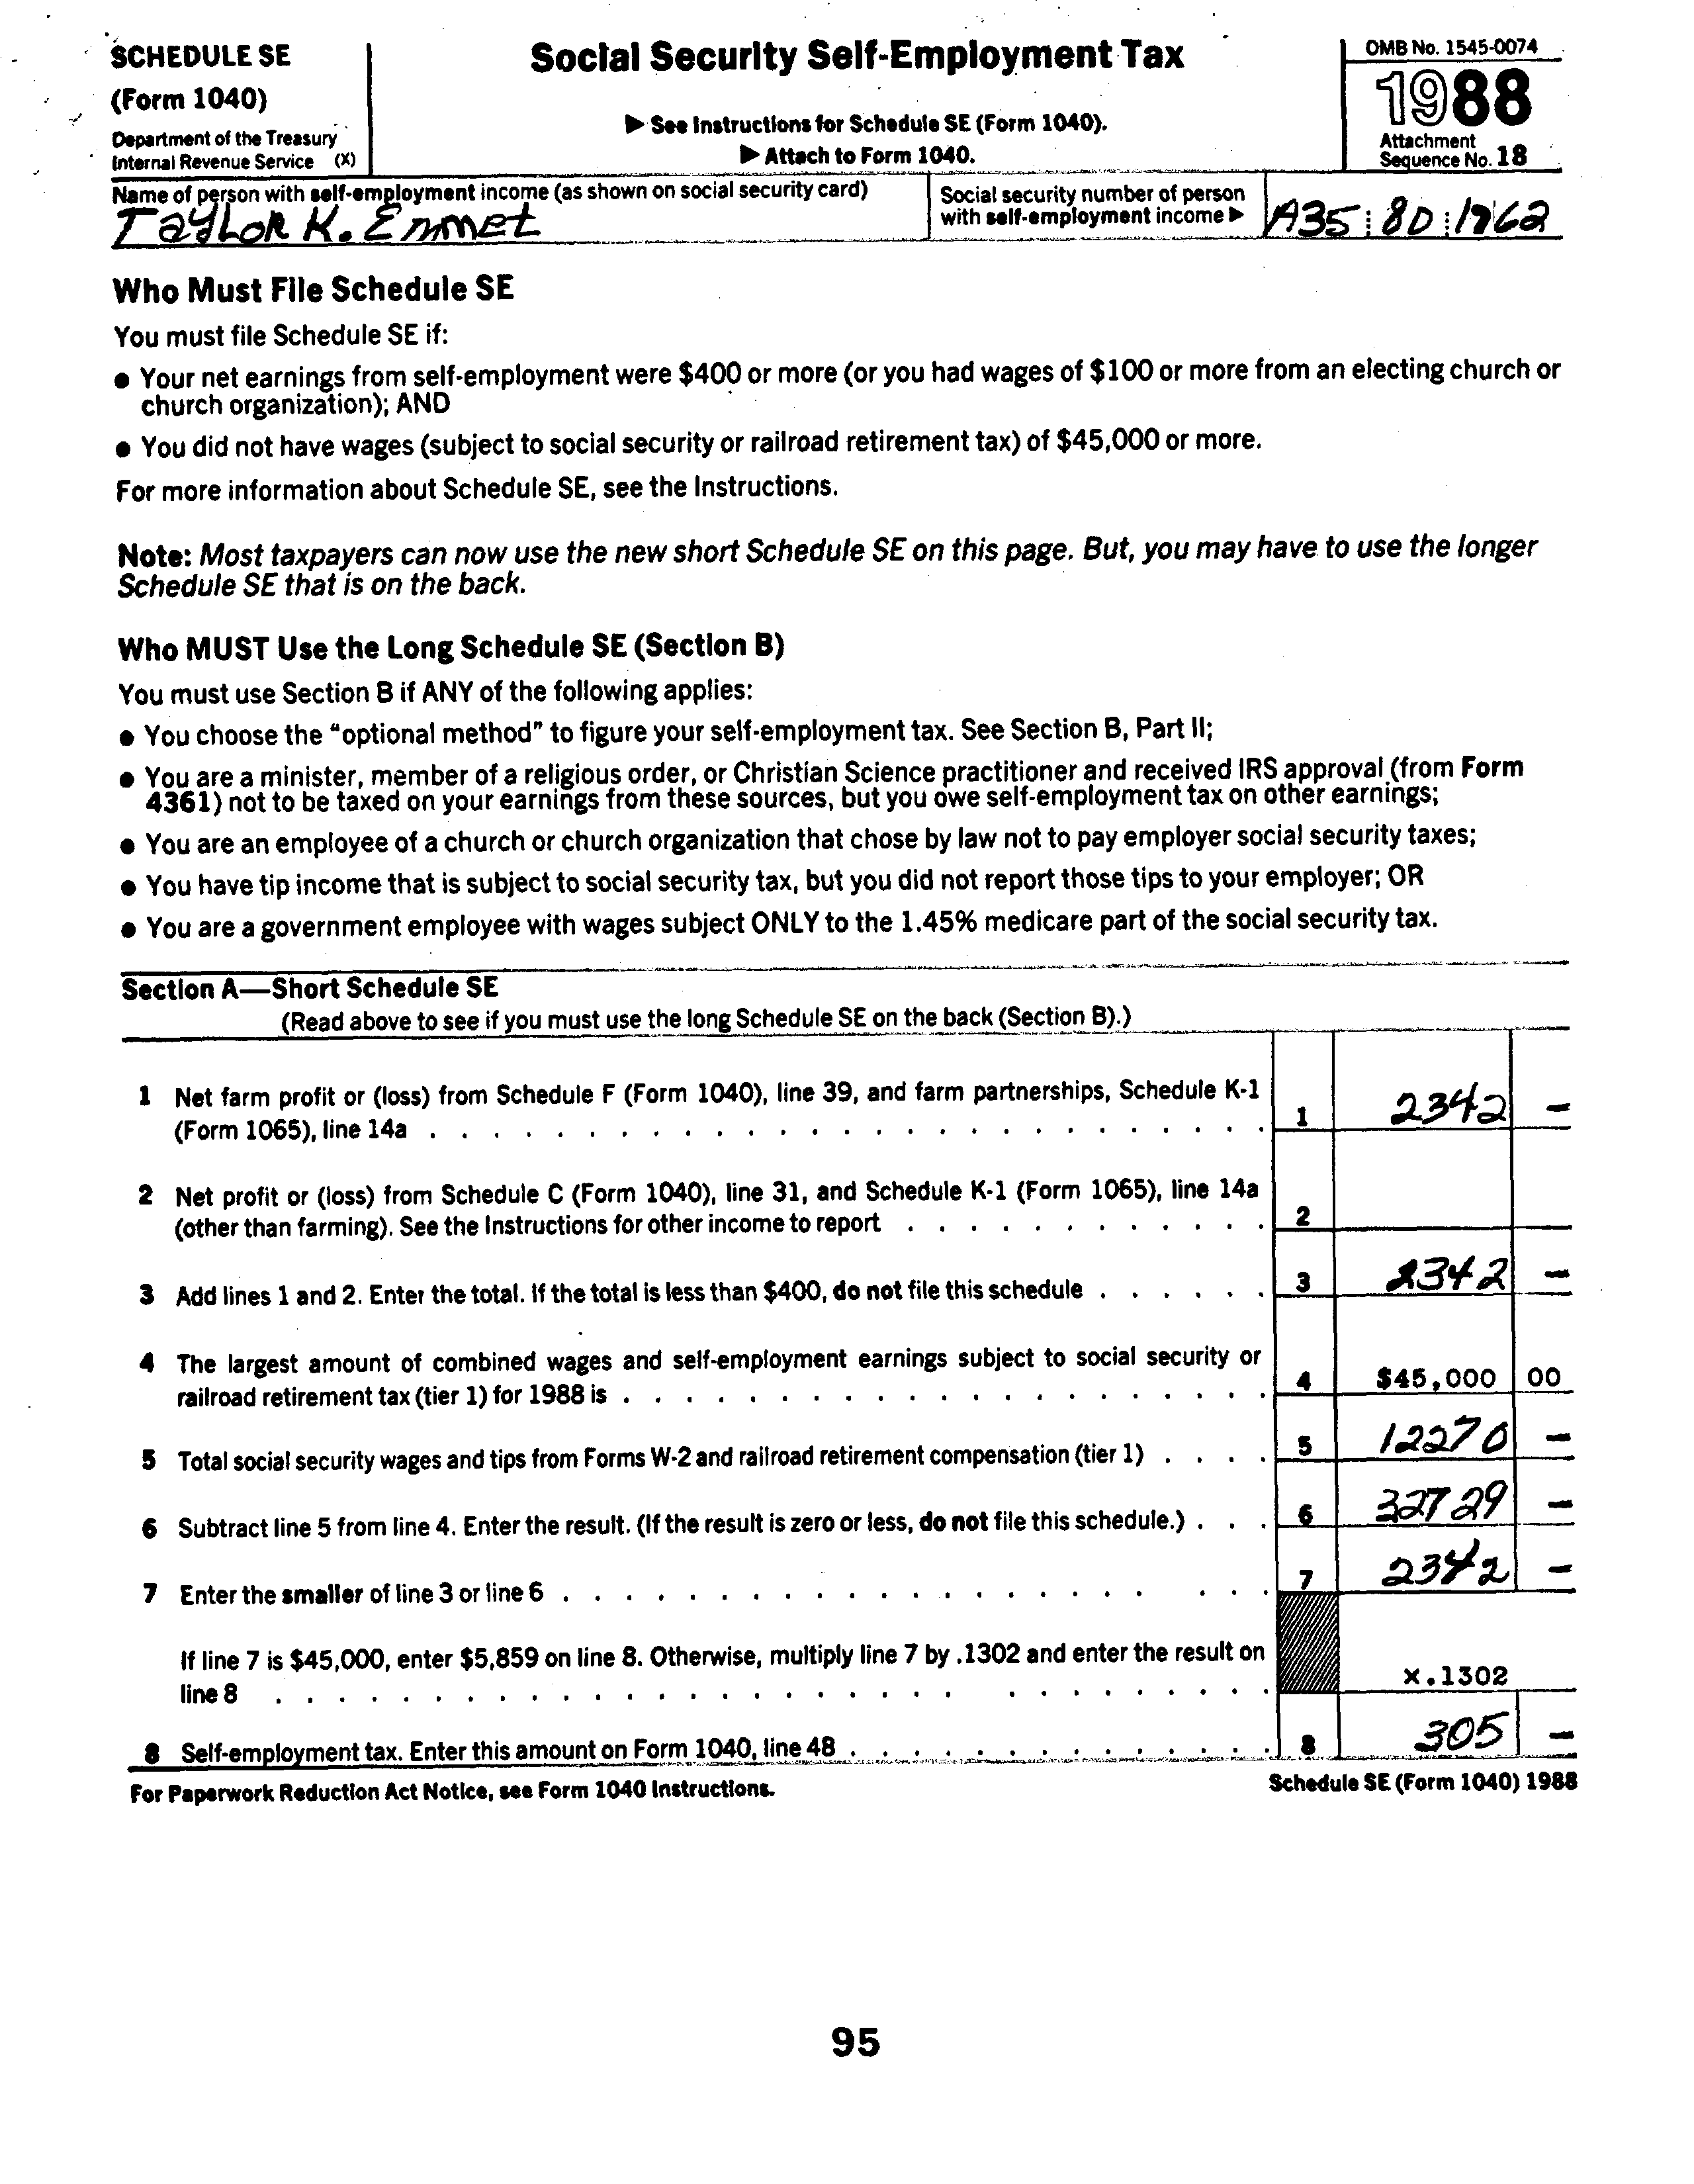 SCHEDULE SE
(Form 1040)
Department of the Treasury
Internal Revenue Service (X)
Social Security Self-Employment Tax
▶ See Instructions for Schedule SE (Form 1040).
▶ Attach to Form 1040.
OMB No. 1545-0074
1988
Attachment
Sequence No. 18
Name of person with self-employment income (as shown on social security card)
Taylor K. Emmet
Social security number of person
with self-employment income ▶
A35 80 1962
Who Must File Schedule SE
You must file Schedule SE if:
● Your net earnings from self-employment were $400 or more (or you had wages of $100 or more from an electing church or
church organization); AND
● You did not have wages (subject to social security or railroad retirement tax) of $45,000 or more.
For more information about Schedule SE, see the Instructions.
Note: Most taxpayers can now use the new short Schedule SE on this page. But, you may have to use the longer
Schedule SE that is on the back.
Who MUST Use the Long Schedule SE (Section B)
You must use Section B if ANY of the following applies:
● You choose the "optional method" to figure your self-employment tax. See Section B, Part II;
● You are a minister, member of a religious order, or Christian Science practitioner and received IRS approval (from Form
4361) not to be taxed on your earnings from these sources, but you owe self-employment tax on other earnings;
● You are an employee of a church or church organization that chose by law not to pay employer social security taxes;
● You have tip income that is subject to social security tax, but you did not report those tips to your employer; OR
● You are a government employee with wages subject ONLY to the 1.45% medicare part of the social security tax.
Section A—Short Schedule SE
(Read above to see if you must use the long Schedule SE on the back (Section B).)
1 Net farm profit or (loss) from Schedule F (Form 1040), line 39, and farm partnerships, Schedule K-1
(Form 1065), line 14a . . . . . . . . . . . . . . . . . . . . . . . . . . . 1 2342 –
2 Net profit or (loss) from Schedule C (Form 1040), line 31, and Schedule K-1 (Form 1065), line 14a
(other than farming). See the Instructions for other income to report . . . . . . . . . . . . 2
3 Add lines 1 and 2. Enter the total. If the total is less than $400, do not file this schedule . . . . . . 3 2342 –
4 The largest amount of combined wages and self-employment earnings subject to social security or
railroad retirement tax (tier 1) for 1988 is . . . . . . . . . . . . . . . . . . . . . 4 $45,000 00
5 Total social security wages and tips from Forms W-2 and railroad retirement compensation (tier 1) . . . . 5 12270 –
6 Subtract line 5 from line 4. Enter the result. (If the result is zero or less, do not file this schedule.) . . . 6 32729 –
7 Enter the smaller of line 3 or line 6 . . . . . . . . . . . . . . . . . . . . . . 7 2342 –
If line 7 is $45,000, enter $5,859 on line 8. Otherwise, multiply line 7 by .1302 and enter the result on
line 8 . . . . . . . . . . . . . . . . . . . . . . . . . . . . . . x.1302
8 Self-employment tax. Enter this amount on Form 1040, line 48 . . . . . . . . . . . . . . 8 305 –
For Paperwork Reduction Act Notice, see Form 1040 Instructions.
Schedule SE (Form 1040) 1988
95